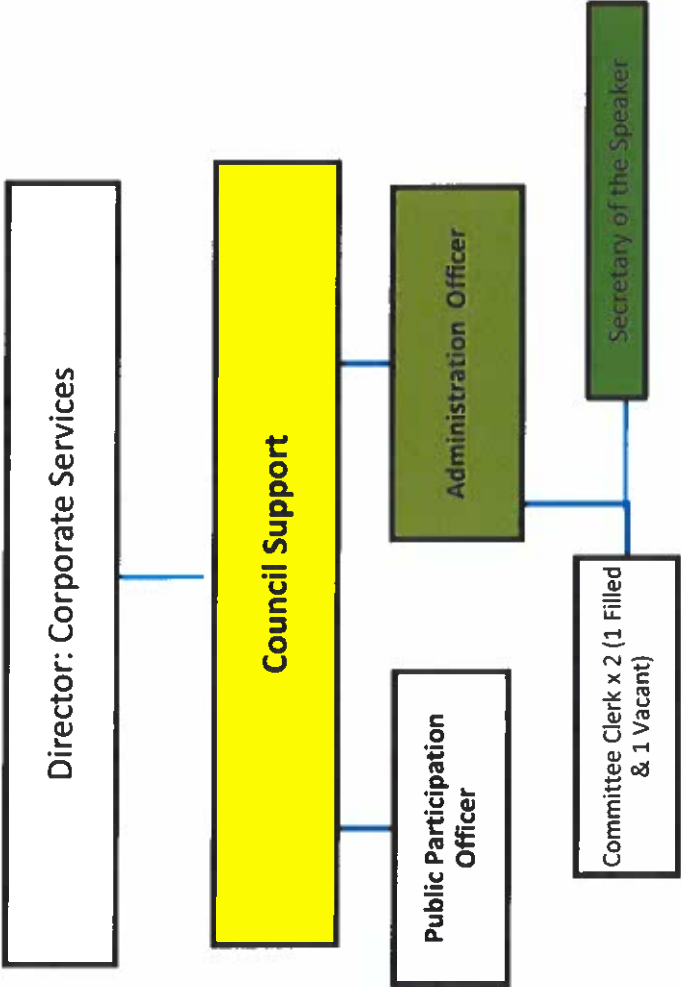 Director: Corporate Services
Council Support
Public Participation
Officer
Administration Officer
Committee Clerk x 2 (1 Filled
& 1 Vacant)
Secretary of the Speaker